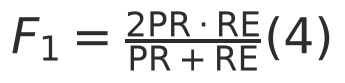 F₁ = 2PR · RE / PR + RE (4)